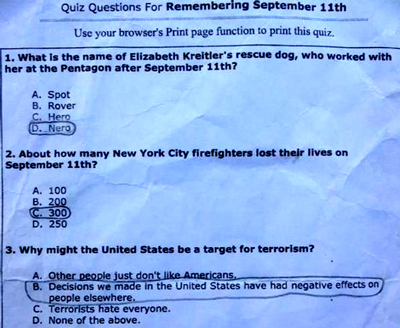 Quiz Questions For Remembering September 11th
Use your browser's Print page function to print this quiz.
1. What is the name of Elizabeth Kreitler's rescue dog, who worked with
her at the Pentagon after September 11th?
A. Spot
B. Rover
C. Hero
D. Nero
2. About how many New York City firefighters lost their lives on
September 11th?
A. 100
B. 200
C. 300
D. 250
3. Why might the United States be a target for terrorism?
A. Other people just don't like Americans.
B. Decisions we made in the United States have had negative effects on
people elsewhere.
C. Terrorists hate everyone.
D. None of the above.